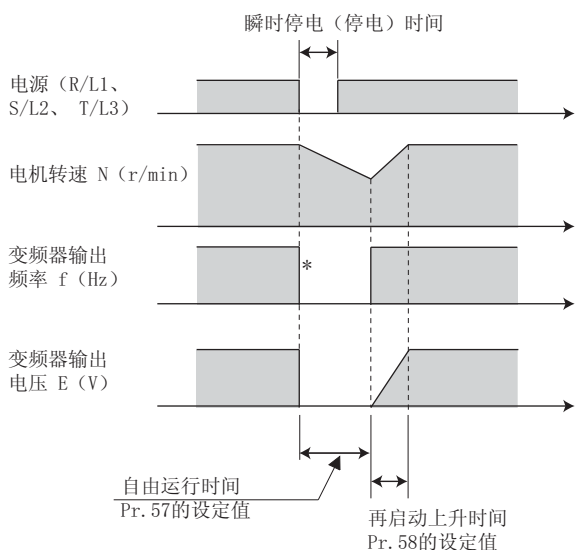 瞬时停电（停电）时间
电源（R/L1、
S/L2、 T/L3）
电机转速 N（r/min）
变频器输出
频率 f（Hz）
*
变频器输出
电压 E（V）
自由运行时间
Pr.57的设定值
再启动上升时间
Pr.58的设定值